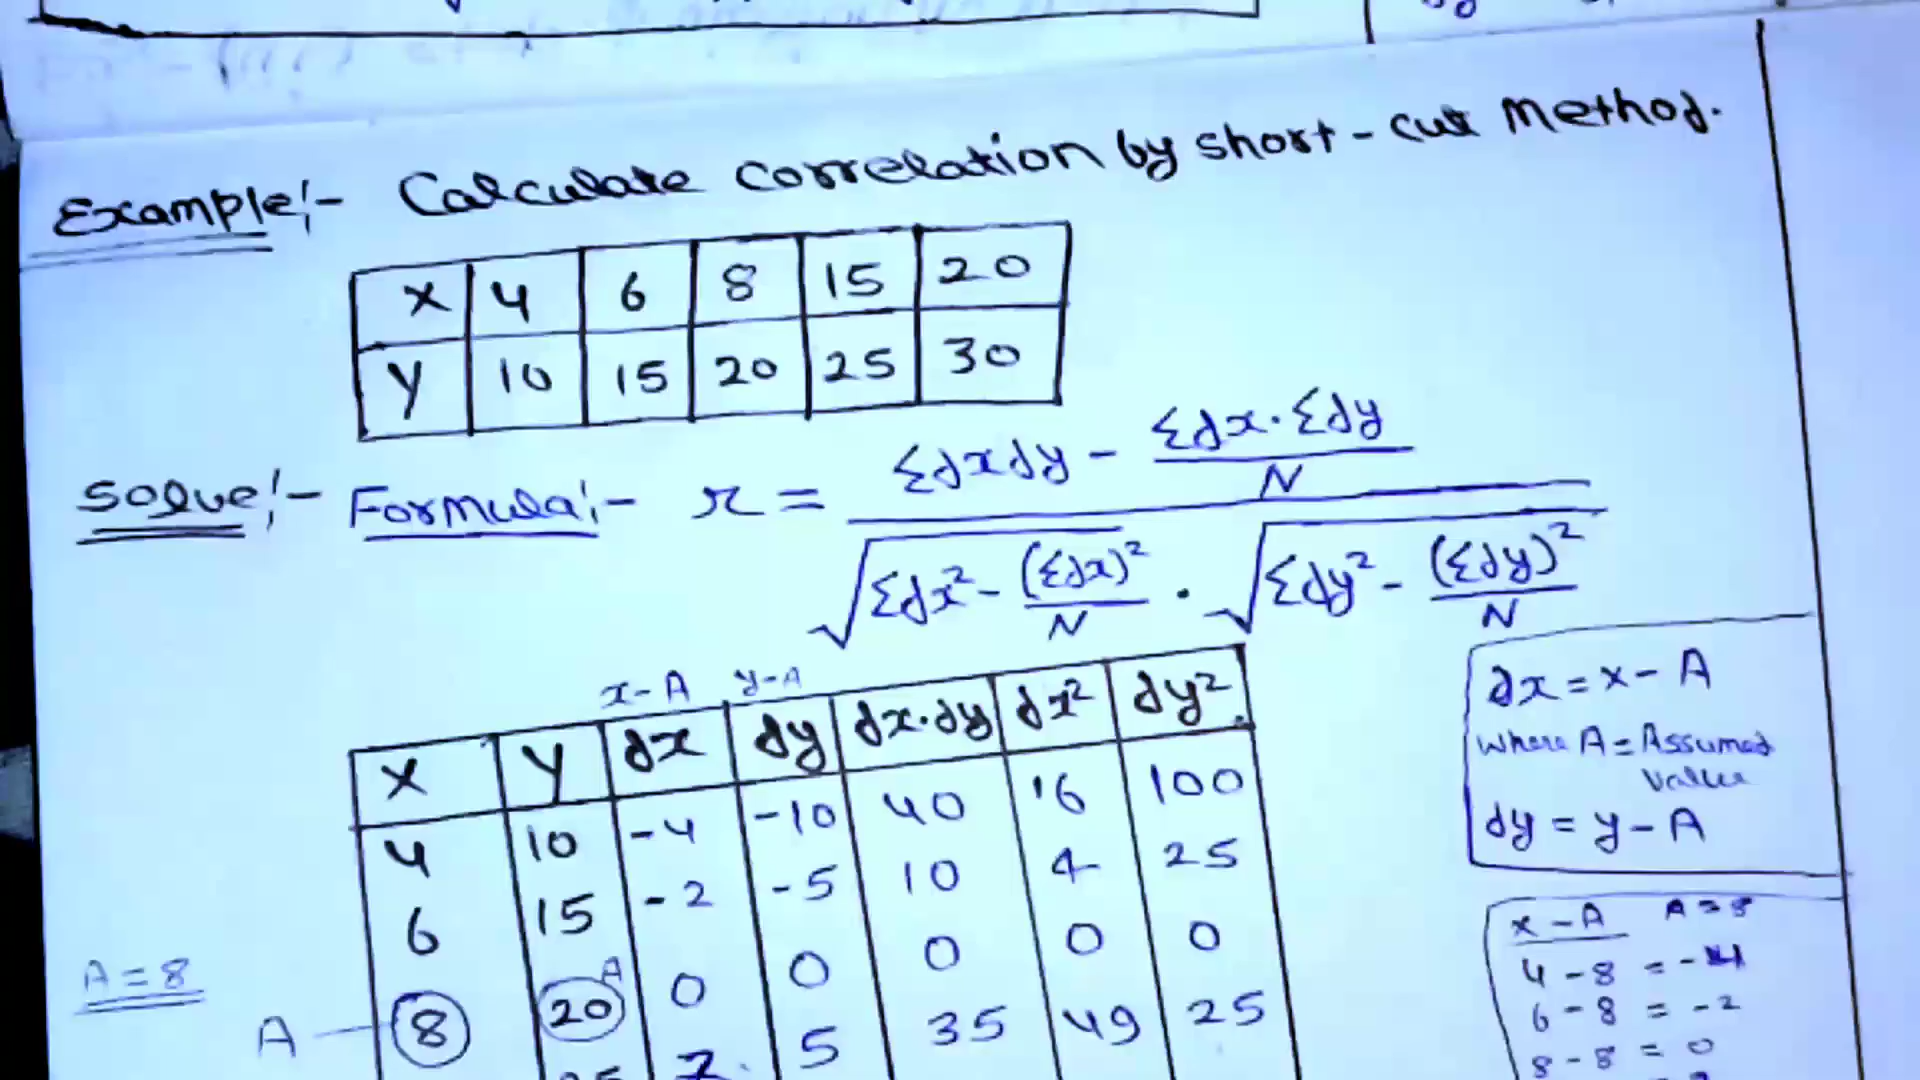 Example:- Calculate correlation by short-cut method.
X 4 6 8 15 20
Y 10 15 20 25 30
Solve:- Formula:- r = (Σdxdy - (Σdx·Σdy)/N) / (√(Σdx² - (Σdx)²/N) · √(Σdy² - (Σdy)²/N))
x-A y-A
X Y dx dy dx·dy dx² dy²
4 10 -4 -10 40 16 100
6 15 -2 -5 10 4 25
A 8 20 A 0 0 0 0 0
25 7 5 35 49 25
A = 8
dx = x - A
where A = Assumed
value
dy = y - A
x - A A = 8
4 - 8 = -4
6 - 8 = -2
8 - 8 = 0